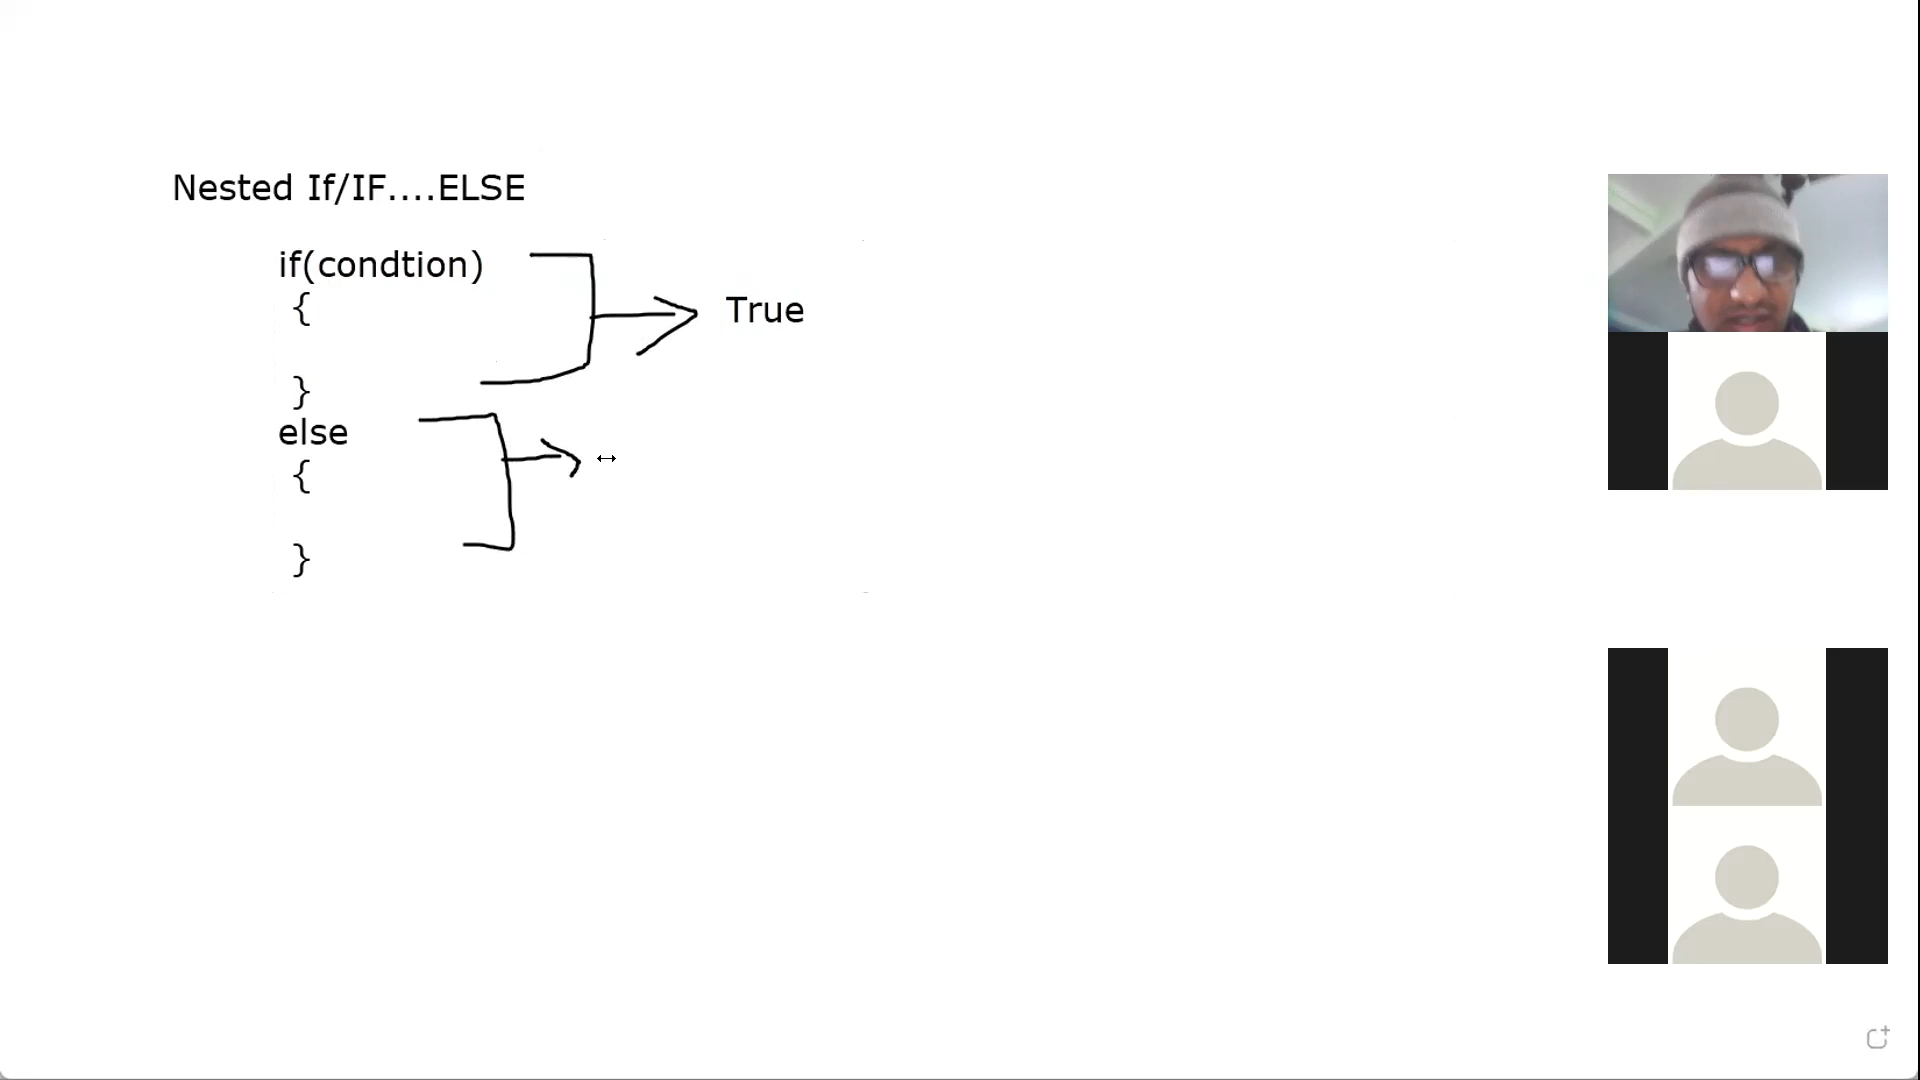 Nested If/IF....ELSE
if(condtion)
{
True
}
else
{
}